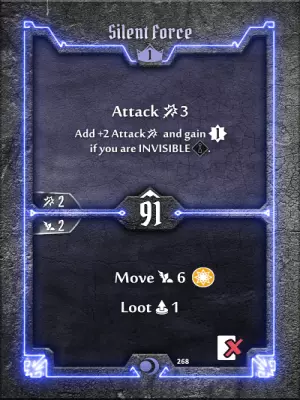 Silent Force
1
Attack 3
Add +2 Attack and gain 1
if you are INVISIBLE.
2
91
2
Move 6
Loot 1
268